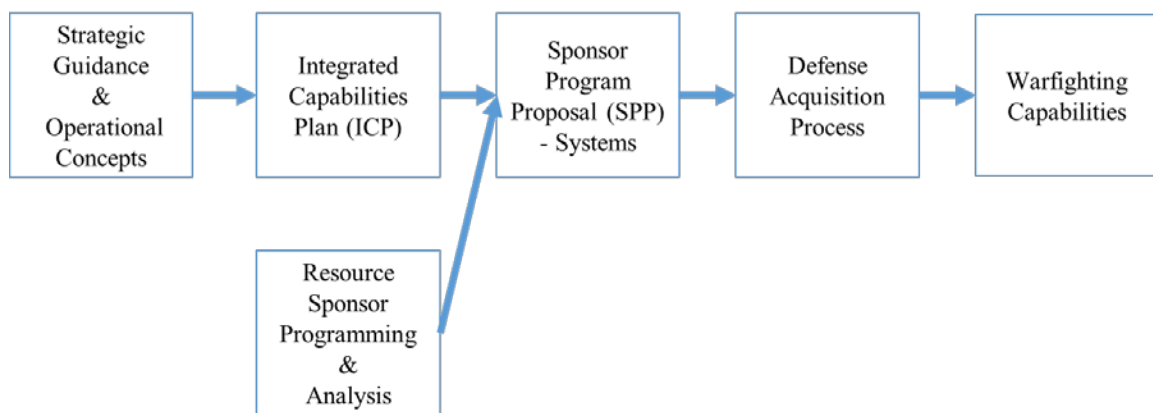 Strategic
Guidance
&
Operational
Concepts
Integrated
Capabilities
Plan (ICP)
Sponsor
Program
Proposal (SPP)
- Systems
Defense
Acquisition
Process
Warfighting
Capabilities
Resource
Sponsor
Programming
&
Analysis